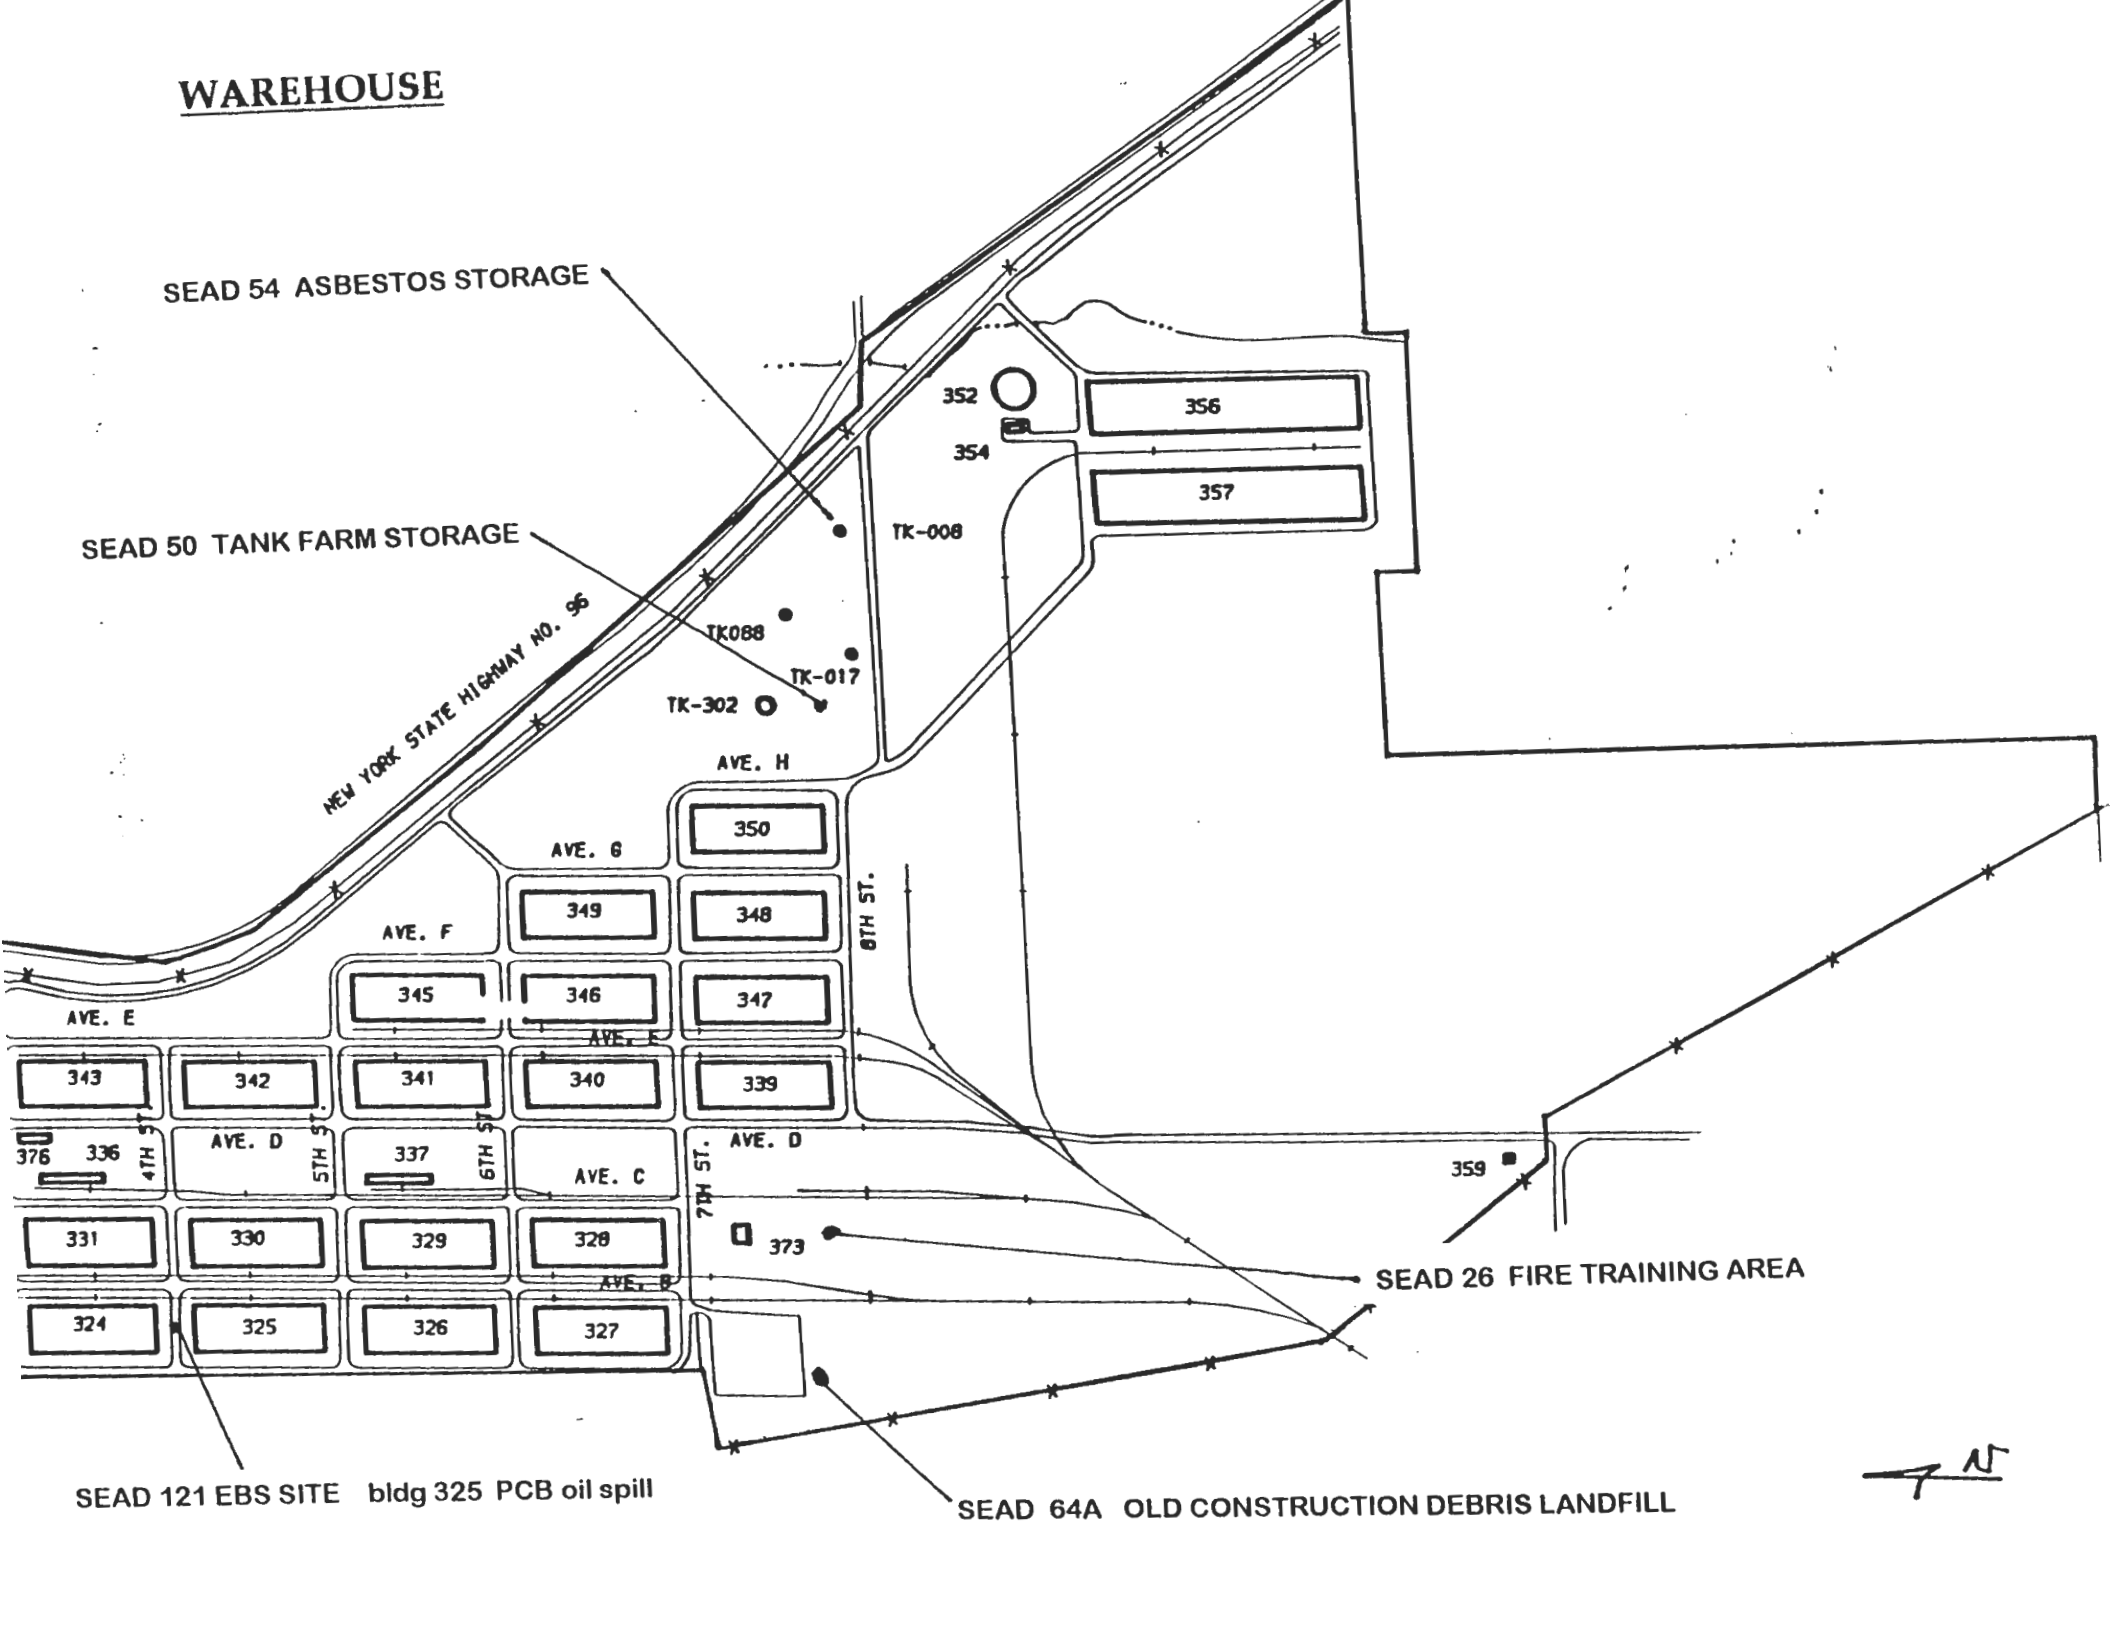 WAREHOUSE
SEAD 54 ASBESTOS STORAGE
352
356
354
357
SEAD 50 TANK FARM STORAGE
TK-008
NEW YORK STATE HIGHWAY NO. 96
TK088
TK-017
TK-302
AVE. H
350
AVE. G
349
348
8TH ST.
AVE. F
345
346
347
AVE. E
AVE. E
343
342
341
340
339
4TH ST.
5TH ST.
6TH ST.
7TH ST.
376
336
AVE. D
337
AVE. C
AVE. D
359
331
330
329
328
373
AVE. B
SEAD 26 FIRE TRAINING AREA
324
325
326
327
SEAD 121 EBS SITE bldg 325 PCB oil spill
SEAD 64A OLD CONSTRUCTION DEBRIS LANDFILL
N